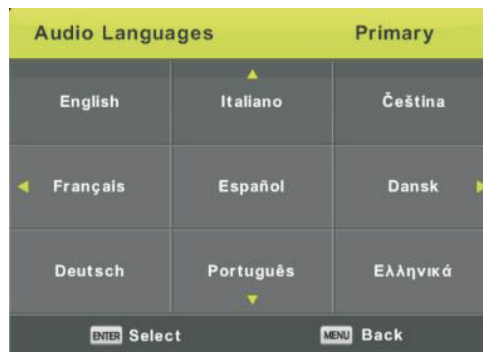 Audio Languages Primary
English Italiano Čeština
Français Español Dansk
Deutsch Português Ελληνικά
ENTER Select MENU Back